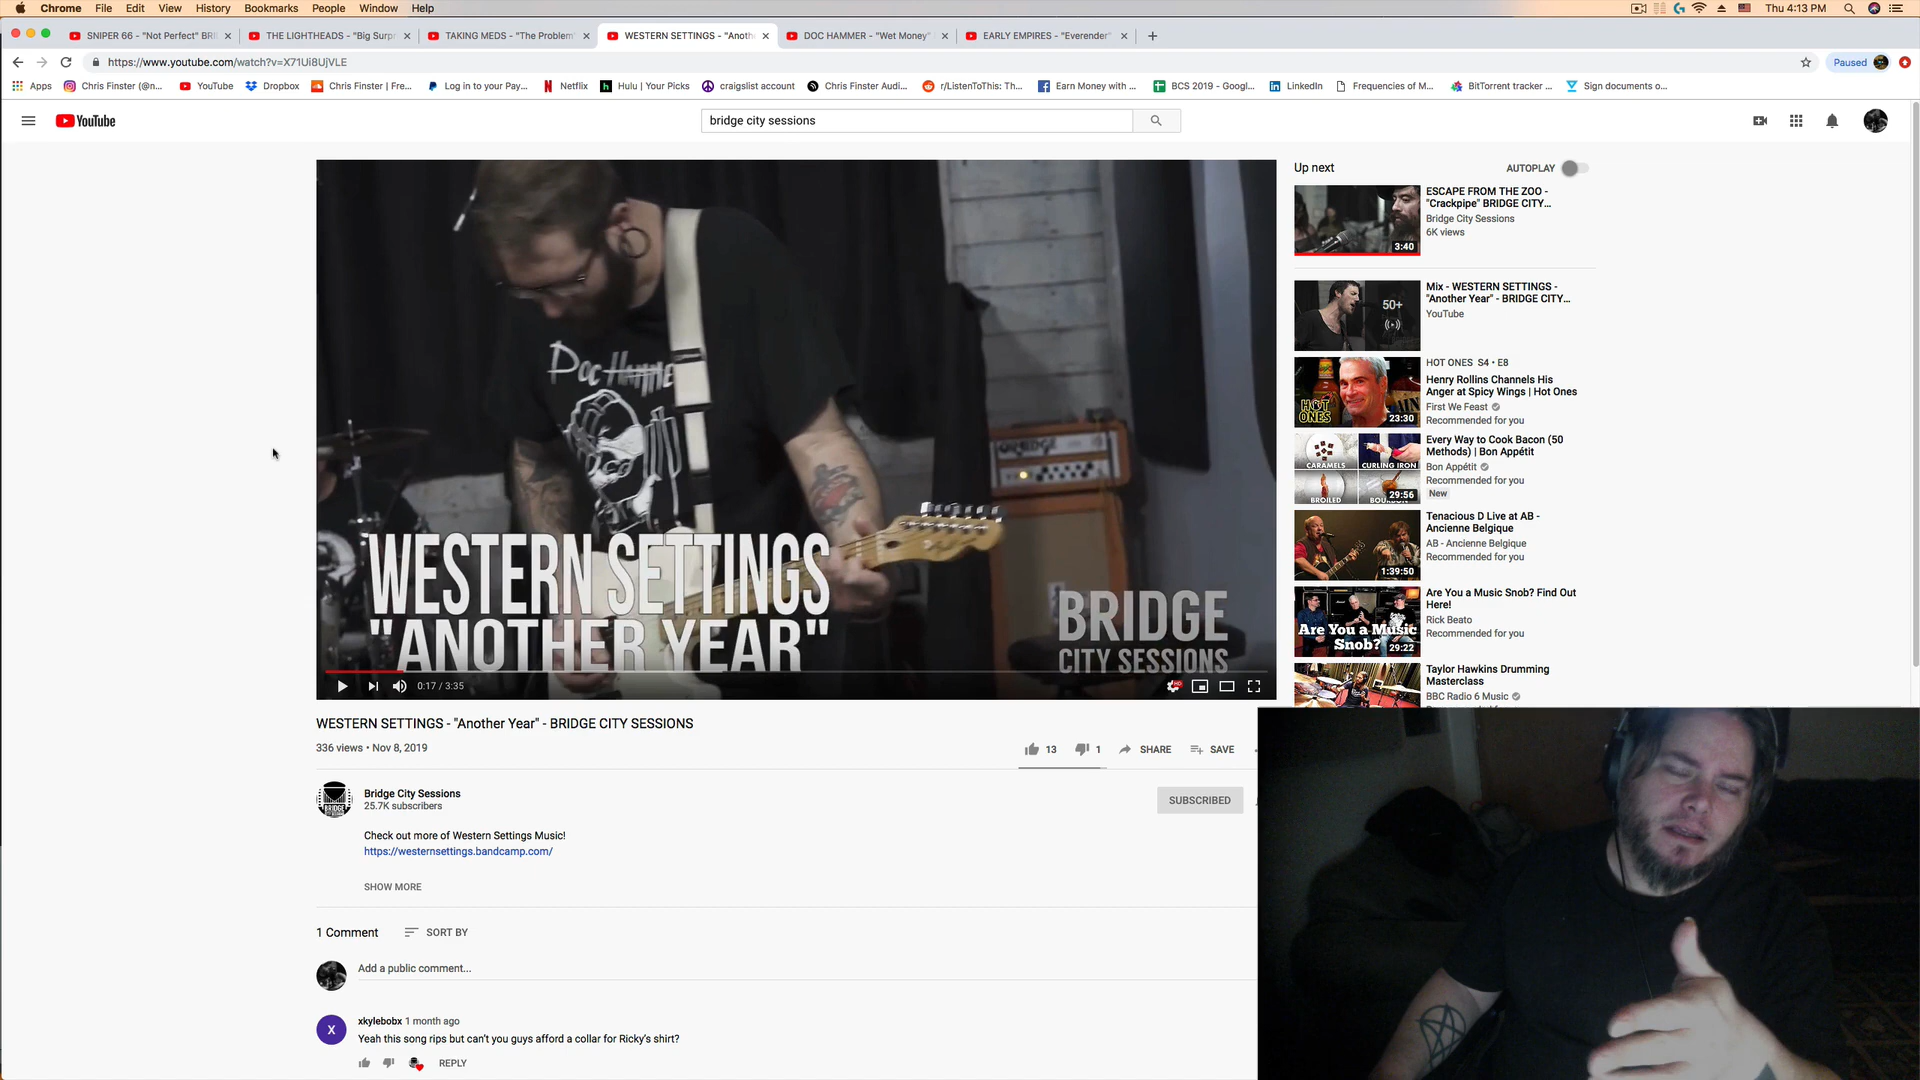 Chrome File Edit View History Bookmarks People Window Help
Thu 4:13 PM
SNIPER 66 - "Not Perfect" BRI
THE LIGHTHEADS - "Big Surpr
TAKING MEDS - "The Problem"
WESTERN SETTINGS - "Anoth
DOC HAMMER - "Wet Money"
EARLY EMPIRES - "Everender"
https://www.youtube.com/watch?v=X71Ui8UjVLE
Paused
Apps
Chris Finster (@n...
YouTube
Dropbox
Chris Finster | Fre...
Log in to your Pay...
Netflix
Hulu | Your Picks
craigslist account
Chris Finster Audi...
r/ListenToThis: Th...
Earn Money with ...
BCS 2019 - Googl...
LinkedIn
Frequencies of M...
BitTorrent tracker ...
Sign documents o...
YouTube
bridge city sessions
DOC HAMMER
ORANGE
WESTERN SETTINGS
"ANOTHER YEAR"
BRIDGE
CITY SESSIONS
0:17 / 3:35
HD
WESTERN SETTINGS - "Another Year" - BRIDGE CITY SESSIONS
336 views • Nov 8, 2019
13
1
SHARE
SAVE
BRIDGE
Bridge City Sessions
25.7K subscribers
SUBSCRIBED
Check out more of Western Settings Music!
https://westernsettings.bandcamp.com/
SHOW MORE
1 Comment
SORT BY
Add a public comment...
X
xkylebobx 1 month ago
Yeah this song rips but can't you guys afford a collar for Ricky's shirt?
REPLY
Up next
AUTOPLAY
3:40
ESCAPE FROM THE ZOO -
"Crackpipe" BRIDGE CITY...
Bridge City Sessions
6K views
50+
Mix - WESTERN SETTINGS -
"Another Year" - BRIDGE CITY...
YouTube
HOT ONES
23:30
HOT ONES S4 • E8
Henry Rollins Channels His
Anger at Spicy Wings | Hot Ones
First We Feast
Recommended for you
CARAMELS
CURLING IRON
BROILED
BOURBON
29:56
Every Way to Cook Bacon (50
Methods) | Bon Appétit
Bon Appétit
Recommended for you
New
1:39:50
Tenacious D Live at AB -
Ancienne Belgique
AB - Ancienne Belgique
Recommended for you
Are You a Music
Snob?
29:22
Are You a Music Snob? Find Out
Here!
Rick Beato
Recommended for you
Taylor Hawkins Drumming
Masterclass
BBC Radio 6 Music